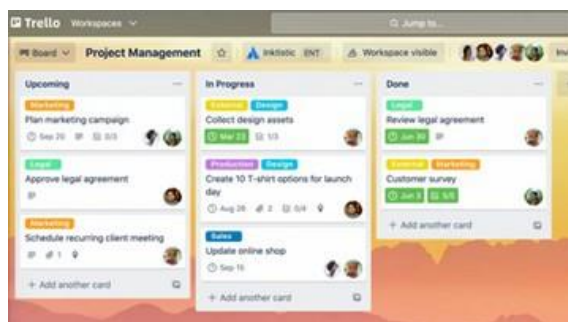 Trello Workspaces Jump to...
Board Project Management Inktistic ENT Workspace visible Inv
Upcoming
Marketing
Plan marketing campaign
Sep 20 0/3
Legal
Approve legal agreement
Marketing
Schedule recurring client meeting
1
+ Add another card
In Progress
External Design
Collect design assets
Mar 23 1/3
Production Design
Create 10 T-shirt options for launch
day
Aug 28 2 0/4
Sales
Update online shop
Sep 15
+ Add another card
Done
Legal
Review legal agreement
Jun 30
External Marketing
Customer survey
Jun 3 5/5
+ Add another card